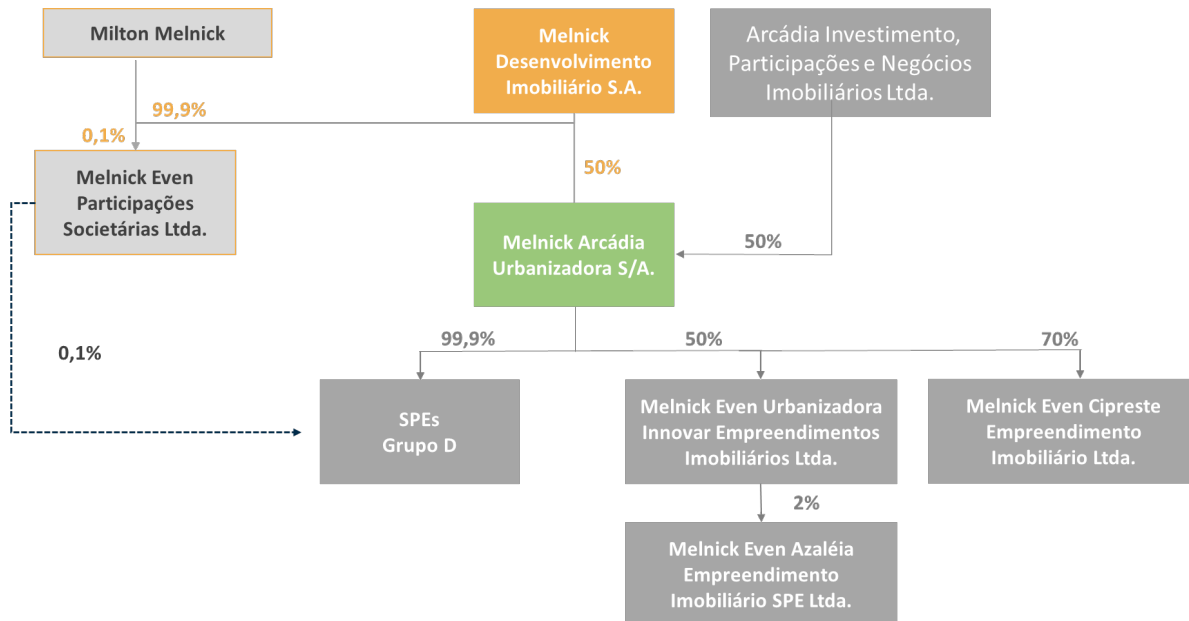 Milton Melnick
Melnick
Desenvolvimento
Imobiliário S.A.
Arcádia Investimento,
Participações e Negócios
Imobiliários Ltda.
99,9%
0,1%
Melnick Even
Participações
Societárias Ltda.
50%
Melnick Arcádia
Urbanizadora S/A.
50%
0,1%
99,9%
50%
70%
SPEs
Grupo D
Melnick Even Urbanizadora
Innovar Empreendimentos
Imobiliários Ltda.
Melnick Even Cipreste
Empreendimento
Imobiliário Ltda.
2%
Melnick Even Azaléia
Empreendimento
Imobiliário SPE Ltda.